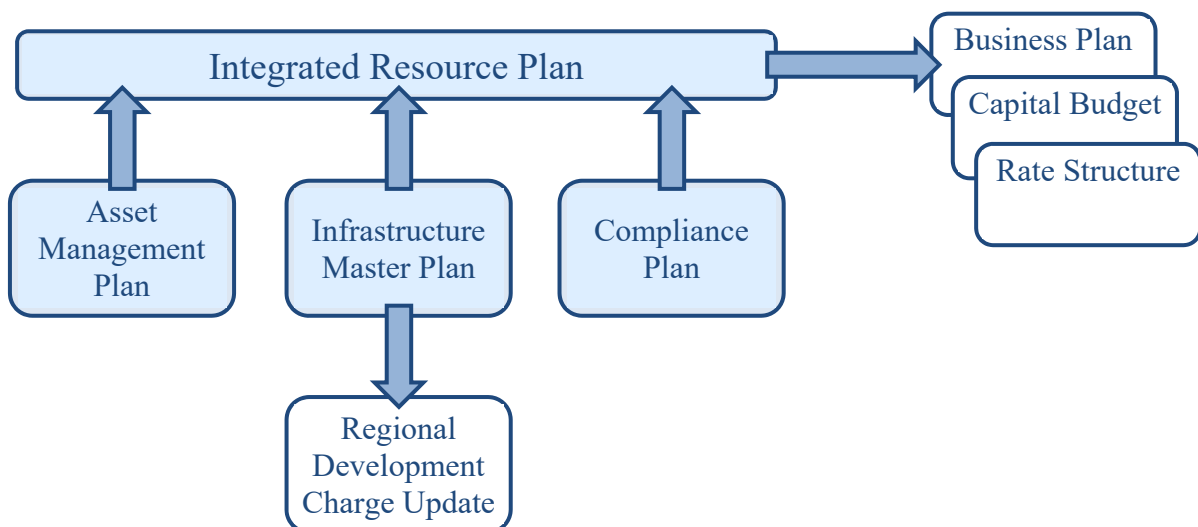 Integrated Resource Plan
Business Plan
Capital Budget
Rate Structure
Asset
Management
Plan
Infrastructure
Master Plan
Compliance
Plan
Regional
Development
Charge Update